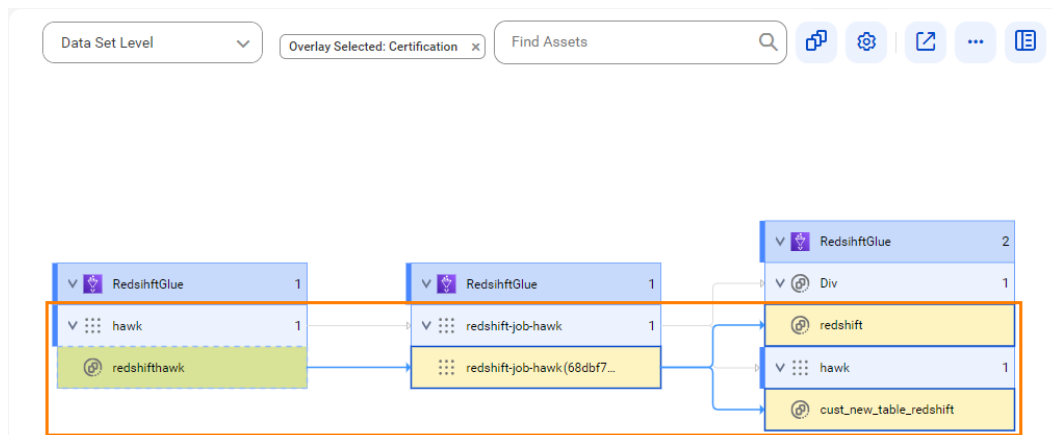 Data Set Level
Overlay Selected: Certification x
Find Assets
RedsihftGlue 2
RedsihftGlue 1
RedsihftGlue 1
Div 1
hawk 1
redshift-job-hawk 1
redshift
redshifthawk
redshift-job-hawk(68dbf7...
hawk 1
cust_new_table_redshift